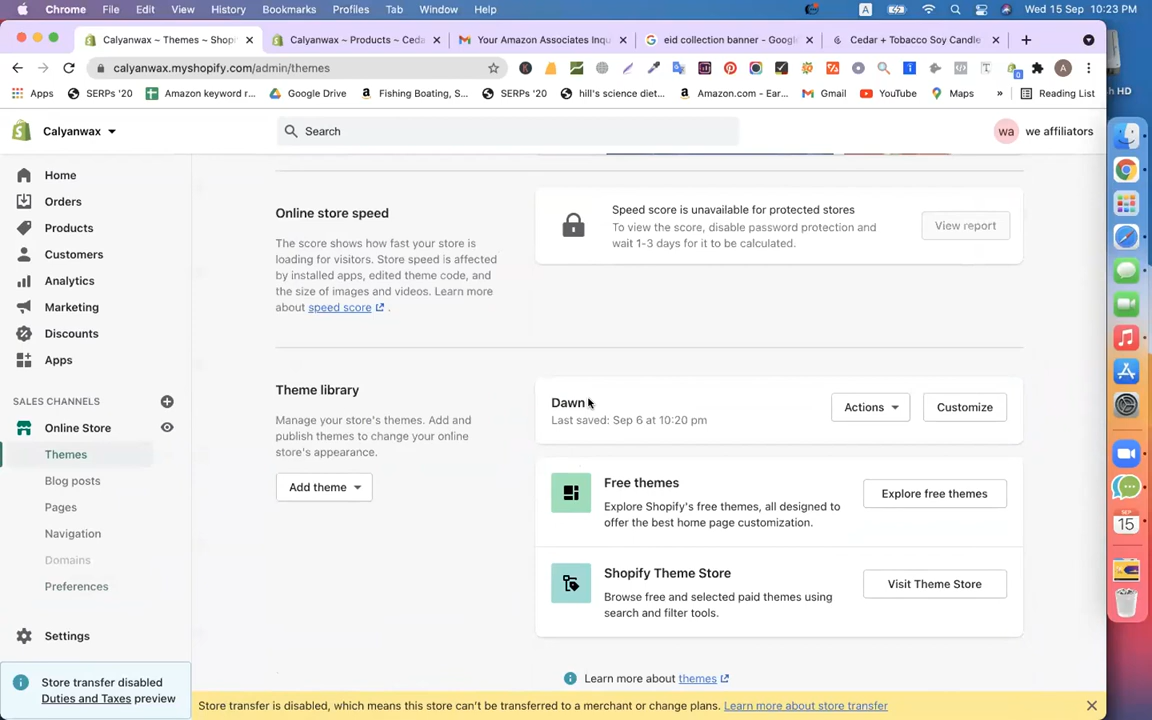 Chrome File Edit View History Bookmarks Profiles Tab Window Help A Wed 15 Sep 10:23 PM
Calyanwax ~ Themes ~ Shopi Calyanwax ~ Products ~ Ceda Your Amazon Associates Inqu eid collection banner - Google Cedar + Tobacco Soy Candle
calyanwax.myshopify.com/admin/themes
Apps SERPs '20 Amazon keyword r... Google Drive Fishing Boating, S... SERPs '20 hill's science diet... Amazon.com - Ear... Gmail YouTube Maps » Reading List
Calyanwax Search wa we affiliators
Home
Orders
Products
Customers
Analytics
Marketing
Discounts
Apps
SALES CHANNELS
Online Store
Themes
Blog posts
Pages
Navigation
Domains
Preferences
Settings
Store transfer disabled
Duties and Taxes preview
Online store speed
The score shows how fast your store is
loading for visitors. Store speed is affected
by installed apps, edited theme code, and
the size of images and videos. Learn more
about speed score .
Speed score is unavailable for protected stores
To view the score, disable password protection and
wait 1-3 days for it to be calculated.
View report
Theme library
Manage your store's themes. Add and
publish themes to change your online
store's appearance.
Add theme
Dawn
Last saved: Sep 6 at 10:20 pm
Actions Customize
Free themes
Explore Shopify's free themes, all designed to
offer the best home page customization.
Explore free themes
Shopify Theme Store
Browse free and selected paid themes using
search and filter tools.
Visit Theme Store
Learn more about themes
Store transfer is disabled, which means this store can't be transferred to a merchant or change plans. Learn more about store transfer
SEP
15